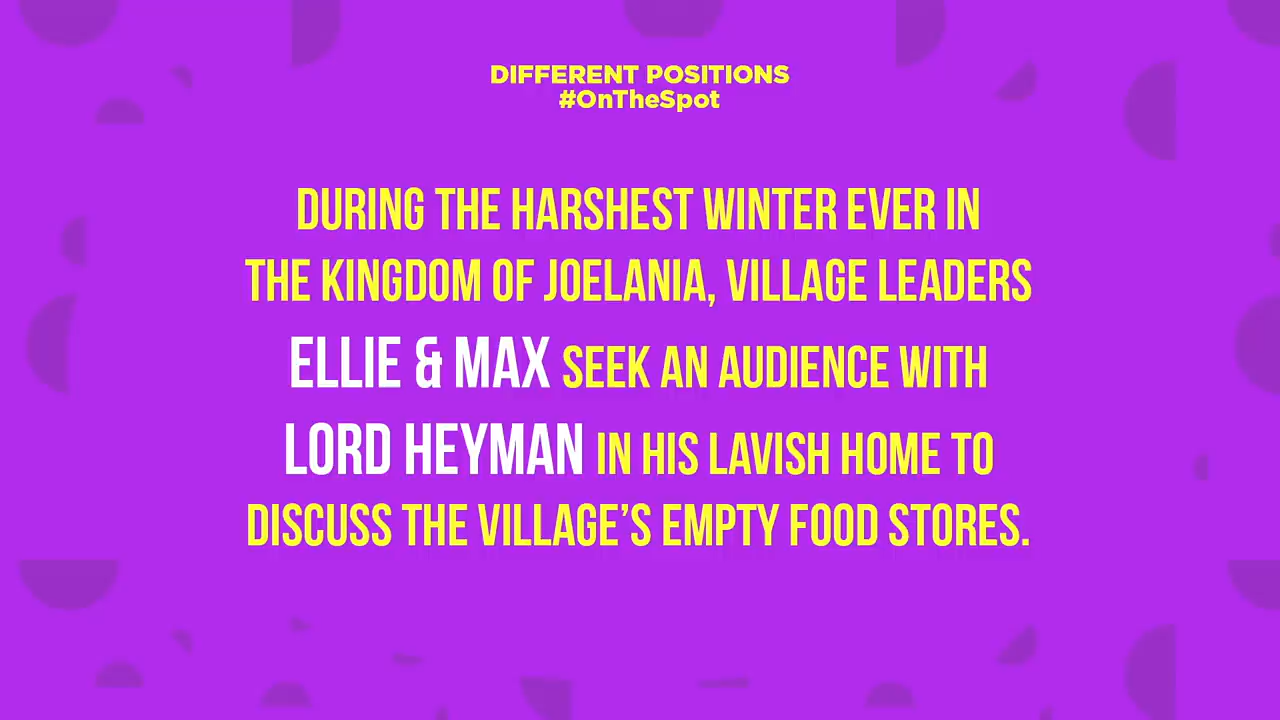 DIFFERENT POSITIONS
#OnTheSpot
DURING THE HARSHEST WINTER EVER IN
THE KINGDOM OF JOELANIA, VILLAGE LEADERS
ELLIE & MAX SEEK AN AUDIENCE WITH
LORD HEYMAN IN HIS LAVISH HOME TO
DISCUSS THE VILLAGE’S EMPTY FOOD STORES.